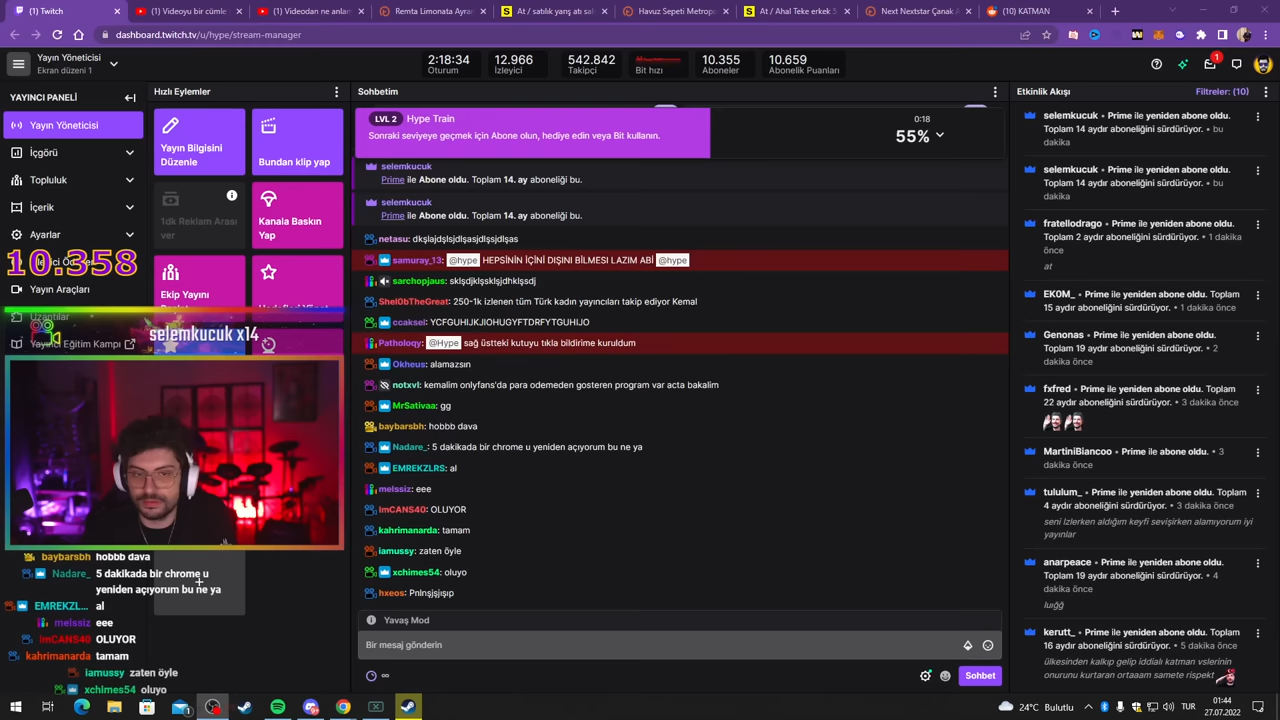 (1) Twitch
Videoyu bir cümle
Videodan ne anla
Remta Limonata Ayran
At / satılık yarış atı sa
Havuz Sepeti Metrop
At / Ahal Teke erkek 5
Next Nextstar Çanak A
(10) KATMAN
dashboard.twitch.tv/u/hype/stream-manager
Yayın Yöneticisi
Ekran düzeni 1
2:18:34
Oturum
12.966
İzleyici
542.842
Takipçi
Bit hızı
10.355
Aboneler
10.659
Abonelik Puanları
1
YAYINCI PANELİ
Yayın Yöneticisi
İçgörü
Topluluk
İçerik
Ayarlar
10.358
Yayın Araçları
Uzantılar
Yayıncı Eğitim Kampı
selemkucuk x14
Hızlı Eylemler
Yayın Bilgisini
Düzenle
Bundan klip yap
1dk Reklam Arası
ver
Kanala Baskın
Yap
Ekip Yayını
baybarsbh hobbb dava
Nadare_ 5 dakikada bir chrome u
yeniden açıyorum bu ne ya
EMREKZL... al
melssiz eee
ImCANS40 OLUYOR
kahrimanarda tamam
iamussy zaten öyle
xchimes54 oluyo
Sohbetim
LVL 2 Hype Train
Sonraki seviyeye geçmek için Abone olun, hediye edin veya Bit kullanın.
0:18
55%
selemkucuk
Prime ile Abone oldu. Toplam 14. ay aboneliği bu.
selemkucuk
Prime ile Abone oldu. Toplam 14. ay aboneliği bu.
netasu: dkşlajdşlsjdlşasjdlşsjdlşas
samuray_13: @hype HEPSİNİN İÇİNİ DIŞINI BİLMESI LAZIM ABİ @hype
sarchopjaus: sklşdjklşsklşjdhklşsdj
Shel0bTheGreat: 250-1k izlenen tüm Türk kadın yayıncıları takip ediyor Kemal
ccaksel: YCFGUHIJKJIOHUGYFTDRFYTGUHIJO
Patholoqy: @Hype sağ üstteki kutuyu tıkla bildirime kuruldum
Okheus: alamazsın
notxvl: kemalim onlyfans'da para odemeden gosteren program var acta bakalim
MrSativaa: gg
baybarsbh: hobbb dava
Nadare_: 5 dakikada bir chrome u yeniden açıyorum bu ne ya
EMREKZLRS: al
melssiz: eee
ImCANS40: OLUYOR
kahrimanarda: tamam
iamussy: zaten öyle
xchimes54: oluyo
hxeos: Pnlnşjşışıp
Yavaş Mod
Bir mesaj gönderin
Sohbet
Etkinlik Akışı
Filtreler: (10)
selemkucuk • Prime ile yeniden abone oldu.
Toplam 14 aydır aboneliğini sürdürüyor. • bu
dakika
selemkucuk • Prime ile yeniden abone oldu.
Toplam 14 aydır aboneliğini sürdürüyor. • bu
dakika
fratellodrago • Prime ile yeniden abone oldu.
Toplam 2 aydır aboneliğini sürdürüyor. • 1 dakika
önce
at
EK0M_ • Prime ile yeniden abone oldu. Toplam
15 aydır aboneliğini sürdürüyor. • 1 dakika önce
Genonas • Prime ile yeniden abone oldu.
Toplam 19 aydır aboneliğini sürdürüyor. • 2
dakika önce
fxfred • Prime ile yeniden abone oldu. Toplam
22 aydır aboneliğini sürdürüyor. • 3 dakika önce
MartiniBiancoo • Prime ile abone oldu. • 3
dakika önce
tululum_ • Prime ile yeniden abone oldu. Toplam
4 aydır aboneliğini sürdürüyor. • 3 dakika önce
seni izlerken aldığım keyfi sevişirken alamıyorum iyi
yayınlar
anarpeace • Prime ile yeniden abone oldu.
Toplam 19 aydır aboneliğini sürdürüyor. • 4
dakika önce
luığğ
kerutt_ • Prime ile yeniden abone oldu. Toplam
16 aydır aboneliğini sürdürüyor. • 5 dakika önce
ülkesinden kalkıp gelip iddialı katman vslerinin
onurunu kurtaran ortaaam samete rispekt
24°C Bulutlu
TUR
01:44
27.07.2022